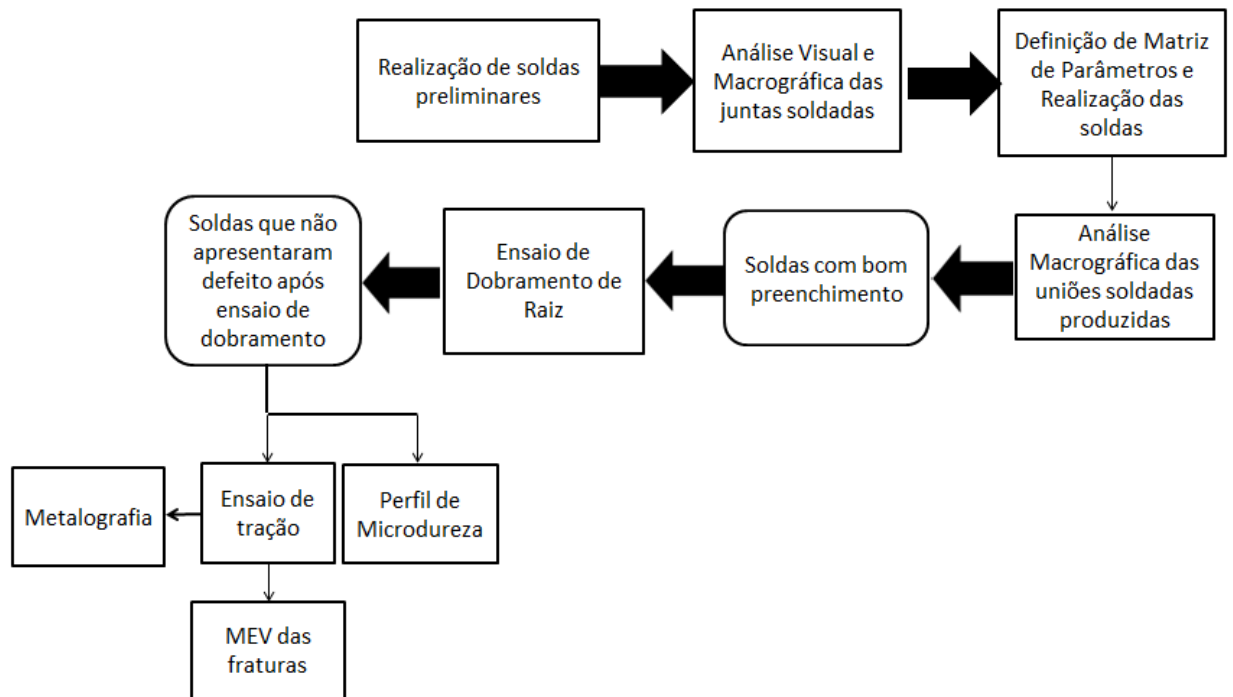 Realização de soldas
preliminares
Análise Visual e
Macrográfica das
juntas soldadas
Definição de Matriz
de Parâmetros e
Realização das
soldas
Análise
Macrográfica das
uniões soldadas
produzidas
Soldas com bom
preenchimento
Ensaio de
Dobramento de
Raiz
Soldas que não
apresentaram
defeito após
ensaio de
dobramento
Ensaio de
tração
Perfil de
Microdureza
Metalografia
MEV das
fraturas